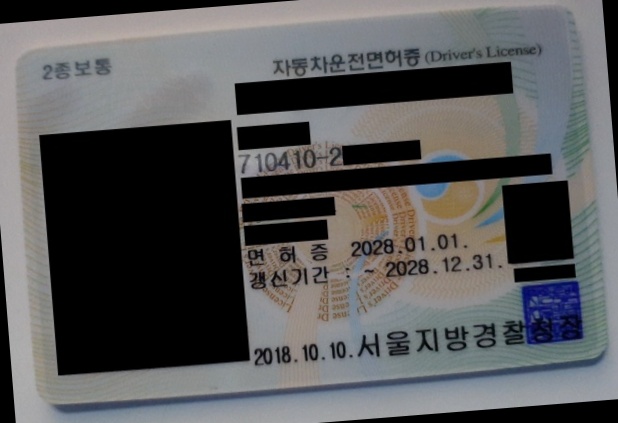 2종보통
자동차운전면허증 (Driver's License)
710410-2
면 허 증 2028.01.01.
갱신기간 : ~ 2028.12.31.
2018.10.10. 서울지방경찰청장